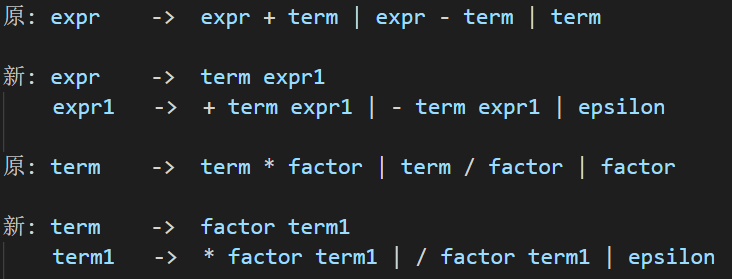 原: expr -> expr + term | expr - term | term
新: expr -> term expr1
expr1 -> + term expr1 | - term expr1 | epsilon
原: term -> term * factor | term / factor | factor
新: term -> factor term1
term1 -> * factor term1 | / factor term1 | epsilon